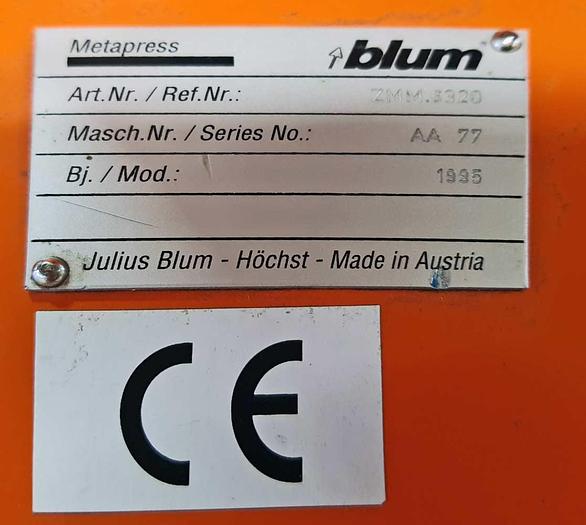 Metapress blum
Art.Nr. / Ref.Nr.: ZMM.5320
Masch.Nr. / Series No.: AA 77
Bj. / Mod.: 1995
Julius Blum - Höchst - Made in Austria
CE